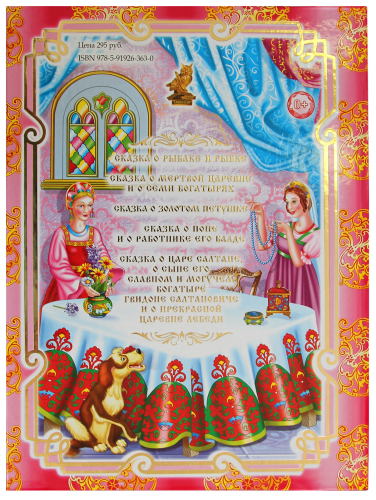 Цена 295 руб.
ISBN 978-5-91926-363-0
6+
СКАЗКА О РЫБАКЕ И РЫБКЕ
СКАЗКА О МЕРТВОЙ ЦАРЕВНЕ
И О СЕМИ БОГАТЫРЯХ
СКАЗКА О ЗОЛОТОМ ПЕТУШКЕ
СКАЗКА О ПОПЕ
И О РАБОТНИКЕ ЕГО БАЛДЕ
СКАЗКА О ЦАРЕ САЛТАНЕ,
О СЫНЕ ЕГО
СЛАВНОМ И МОГУЧЕМ
БОГАТЫРЕ
ГВИДОНЕ САЛТАНОВИЧЕ
И О ПРЕКРАСНОЙ
ЦАРЕВНЕ ЛЕБЕДИ